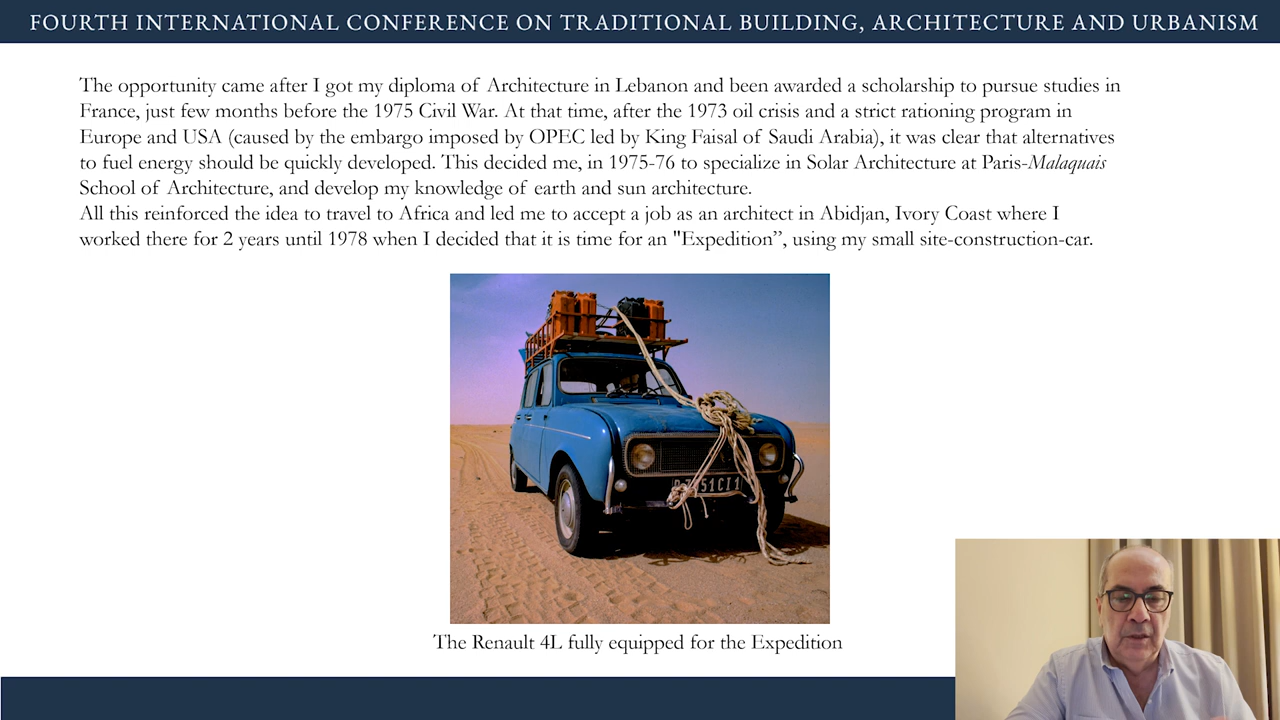 FOURTH INTERNATIONAL CONFERENCE ON TRADITIONAL BUILDING, ARCHITECTURE AND URBANISM
The opportunity came after I got my diploma of Architecture in Lebanon and been awarded a scholarship to pursue studies in
France, just few months before the 1975 Civil War. At that time, after the 1973 oil crisis and a strict rationing program in
Europe and USA (caused by the embargo imposed by OPEC led by King Faisal of Saudi Arabia), it was clear that alternatives
to fuel energy should be quickly developed. This decided me, in 1975-76 to specialize in Solar Architecture at Paris-Malaquais
School of Architecture, and develop my knowledge of earth and sun architecture.
All this reinforced the idea to travel to Africa and led me to accept a job as an architect in Abidjan, Ivory Coast where I
worked there for 2 years until 1978 when I decided that it is time for an "Expedition”, using my small site-construction-car.
The Renault 4L fully equipped for the Expedition